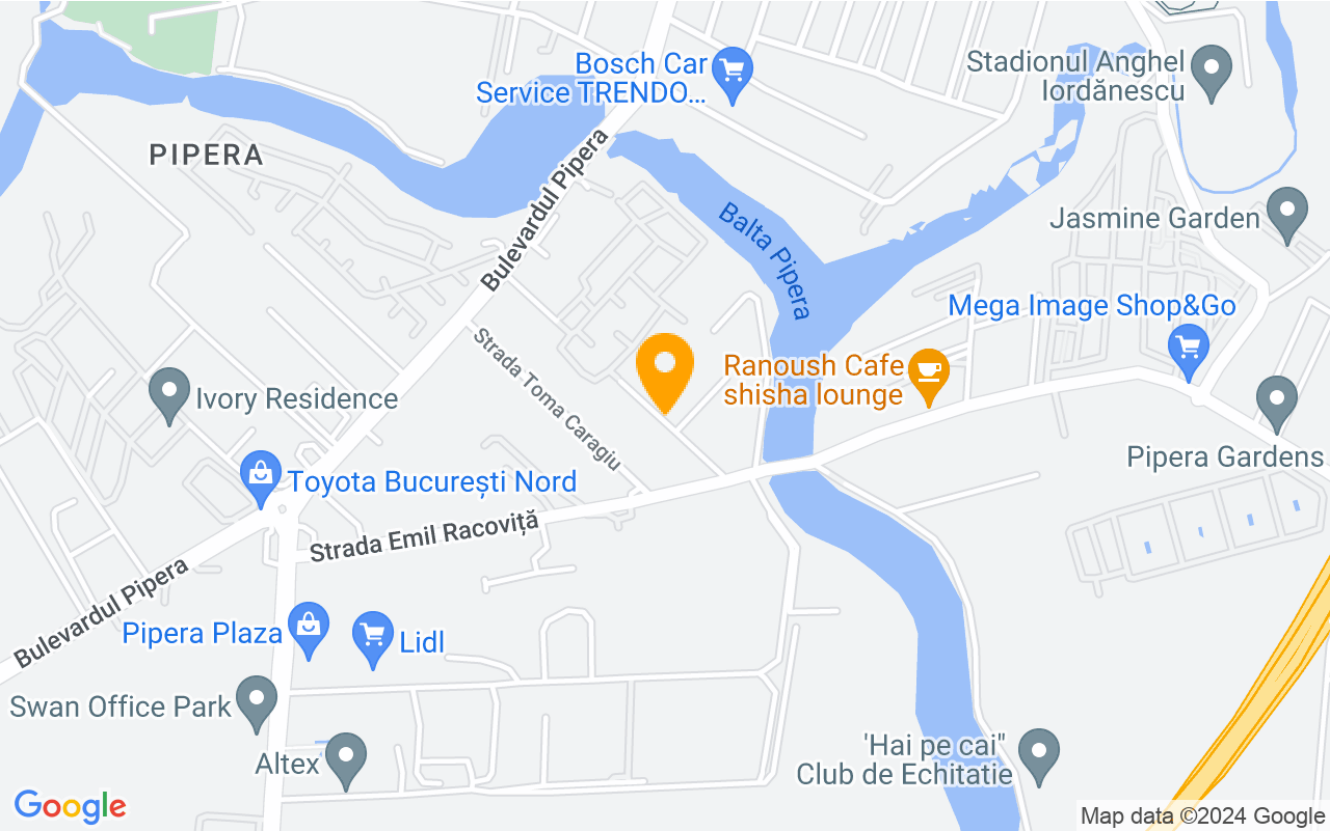 Bosch Car
Service TRENDO...
Stadionul Anghel
Iordănescu
PIPERA
Bulevardul Pipera
Balta Pipera
Jasmine Garden
Mega Image Shop&Go
Strada Toma Caragiu
Ranoush Cafe
shisha lounge
Ivory Residence
Pipera Gardens
Toyota București Nord
Strada Emil Racoviță
Bulevardul Pipera
Pipera Plaza
Lidl
Swan Office Park
Altex
'Hai pe cai"
Club de Echitatie
Google
Map data ©2024 Google